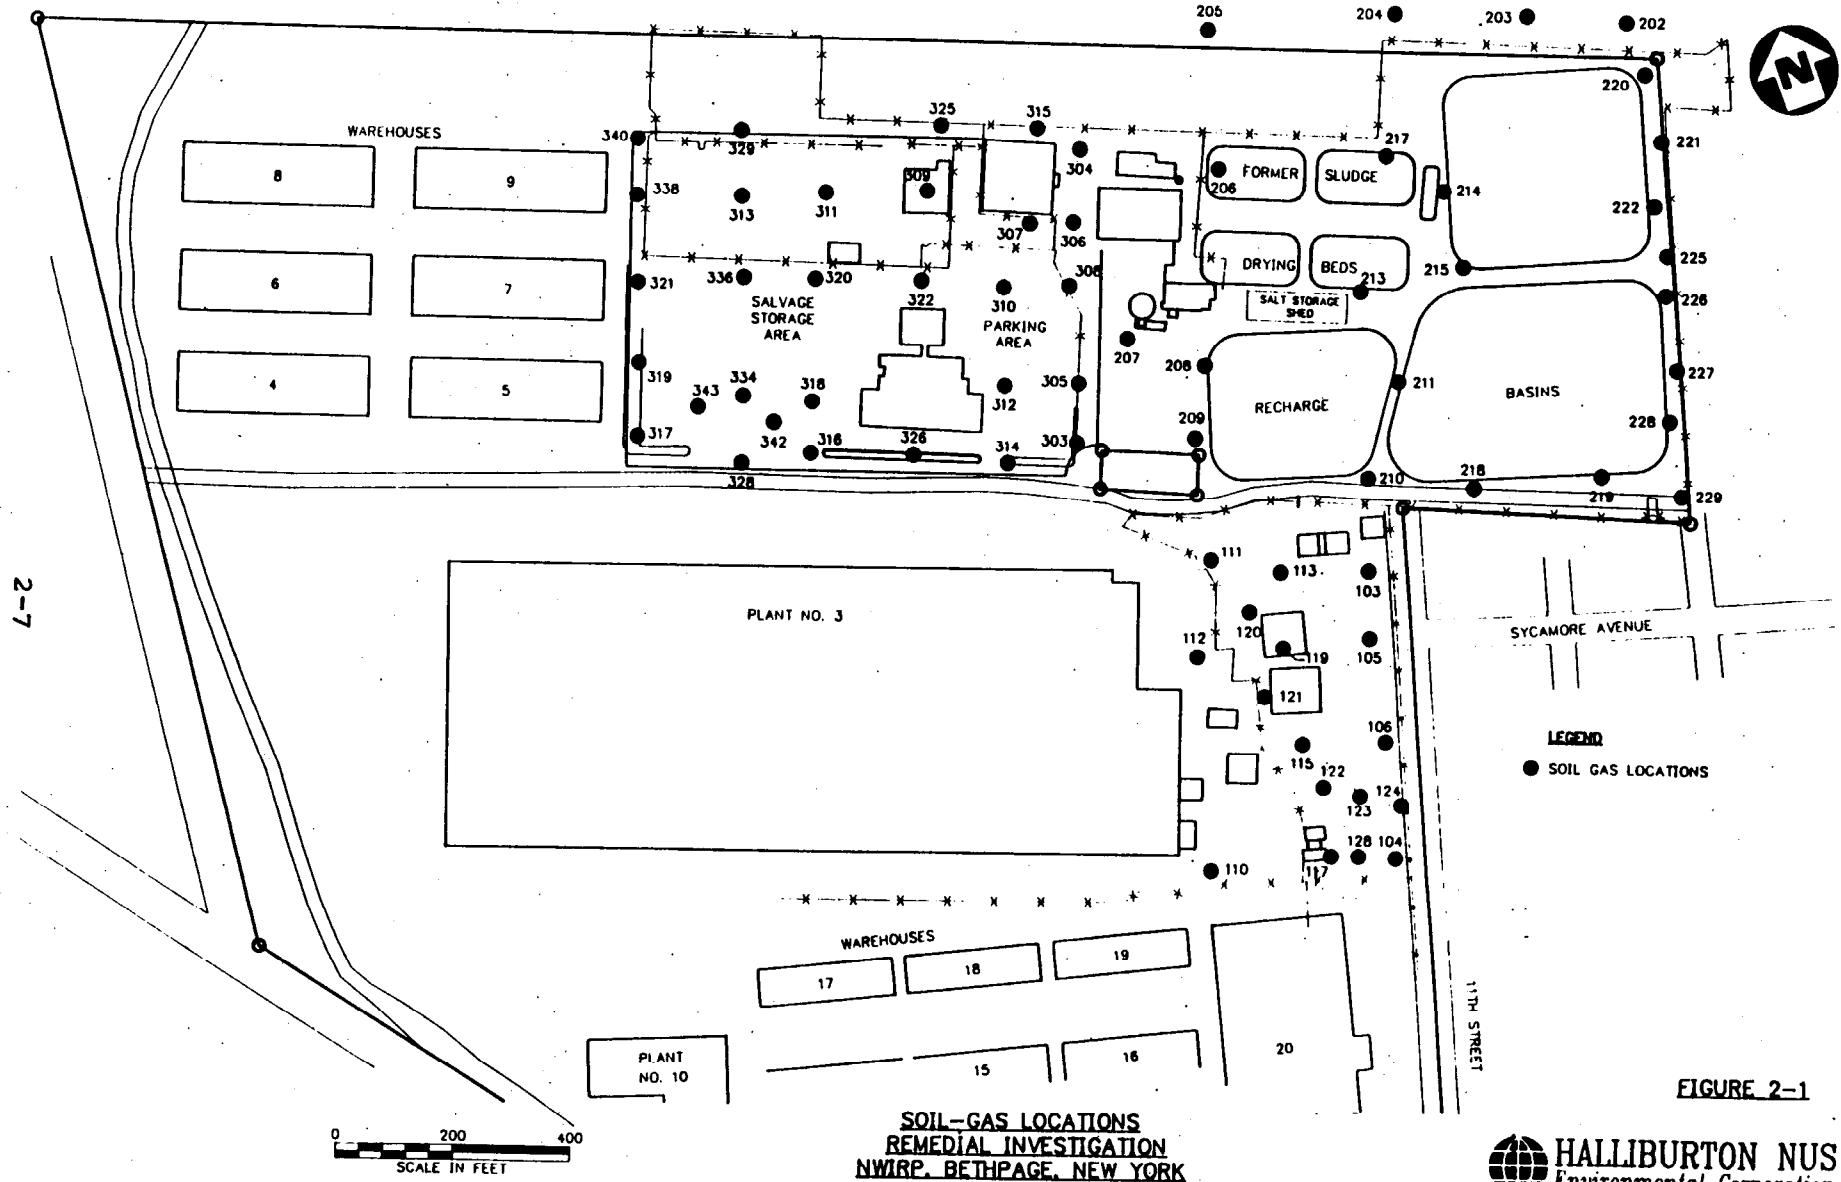 205
204
203
202
N
220
WAREHOUSES
340
329
325
315
304
217
221
8
9
338
313
311
309
206
FORMER
SLUDGE
214
307
306
222
6
7
321
336
320
322
310
308
DRYING
BEDS
213
215
225
226
SALVAGE
STORAGE
AREA
PARKING
AREA
SALT STORAGE
SHED
207
208
4
5
319
343
334
318
312
305
211
227
RECHARGE
BASINS
317
342
316
326
314
303
209
228
328
210
218
219
229
111
113
103
2-7
PLANT NO. 3
120
112
119
105
SYCAMORE AVENUE
121
106
115
LEGEND
SOIL GAS LOCATIONS
122
123
124
110
117
128
104
WAREHOUSES
17
18
19
11TH STREET
PLANT
NO. 10
15
16
20
FIGURE 2-1
0
200
400
SCALE IN FEET
SOIL-GAS LOCATIONS
REMEDIAL INVESTIGATION
NWIRP, BETHPAGE, NEW YORK
HALLIBURTON NUS
Environmental Corporation